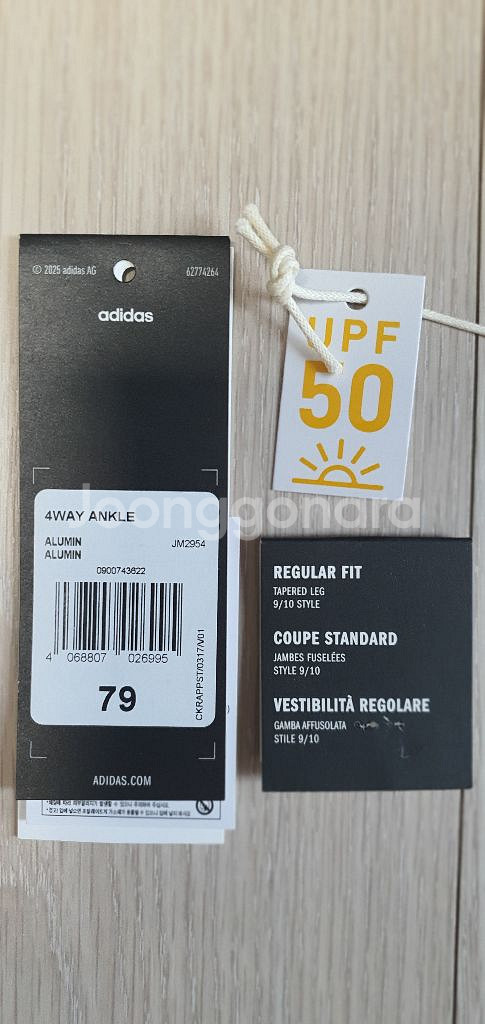 © 2025 adidas AG
62774264
adidas
4WAY ANKLE
ALUMIN
ALUMIN
JM2954
0900743622
4 068807 026995
79
CKRAPPST/0317/V01
ADIDAS.COM
UPF
50
joonggonara
REGULAR FIT
TAPERED LEG
9/10 STYLE
COUPE STANDARD
JAMBES FUSELÉES
STYLE 9/10
VESTIBILITÀ REGOLARE
GAMBA AFFUSOLATA
STILE 9/10